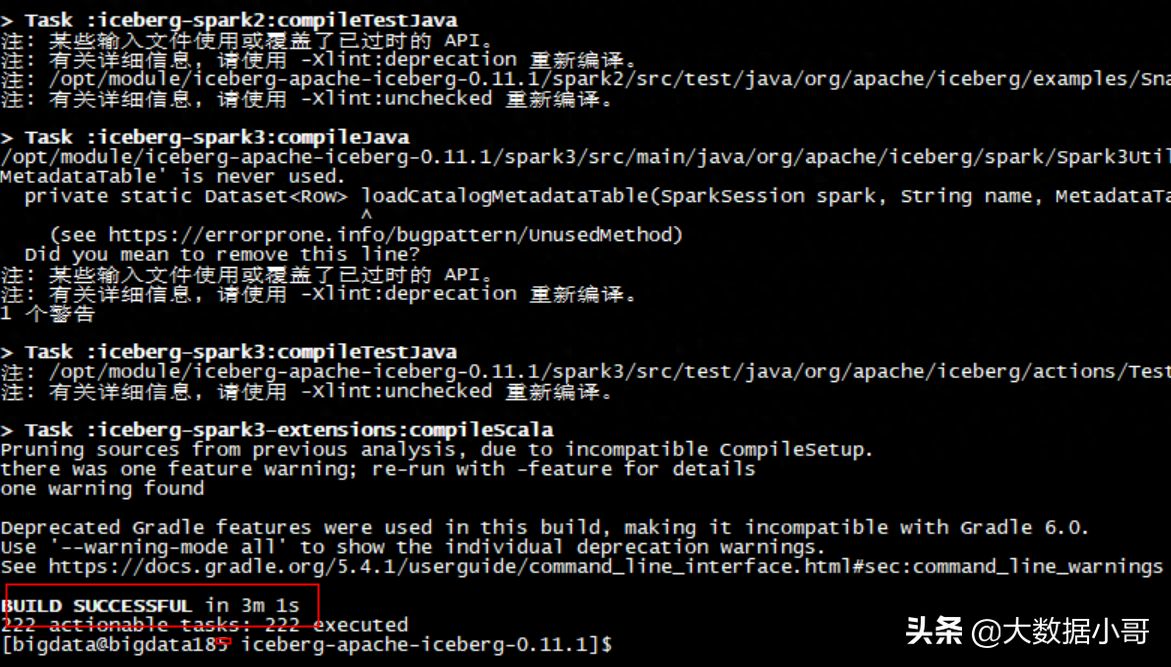 > Task :iceberg-spark2:compileTestJava
注: 某些输入文件使用或覆盖了已过时的 API。
注: 有关详细信息, 请使用 -Xlint:deprecation 重新编译。
注: /opt/module/iceberg-apache-iceberg-0.11.1/spark2/src/test/java/org/apache/iceberg/examples/Sna
注: 有关详细信息, 请使用 -Xlint:unchecked 重新编译。
> Task :iceberg-spark3:compileJava
/opt/module/iceberg-apache-iceberg-0.11.1/spark3/src/main/java/org/apache/iceberg/spark/Spark3Util
MetadataTable' is never used.
private static Dataset<Row> loadCatalogMetadataTable(SparkSession spark, String name, MetadataTa
^
(see https://errorprone.info/bugpattern/UnusedMethod)
Did you mean to remove this line?
注: 某些输入文件使用或覆盖了已过时的 API。
注: 有关详细信息, 请使用 -Xlint:deprecation 重新编译。
1 个警告
> Task :iceberg-spark3:compileTestJava
注: /opt/module/iceberg-apache-iceberg-0.11.1/spark3/src/test/java/org/apache/iceberg/actions/Test
注: 有关详细信息, 请使用 -Xlint:unchecked 重新编译。
> Task :iceberg-spark3-extensions:compileScala
Pruning sources from previous analysis, due to incompatible CompileSetup.
there was one feature warning; re-run with -feature for details
one warning found
Deprecated Gradle features were used in this build, making it incompatible with Gradle 6.0.
Use '--warning-mode all' to show the individual deprecation warnings.
See https://docs.gradle.org/5.4.1/userguide/command_line_interface.html#sec:command_line_warnings
BUILD SUCCESSFUL in 3m 1s
222 actionable tasks: 222 executed
[bigdata@bigdata185 iceberg-apache-iceberg-0.11.1]$
头条 @大数据小哥